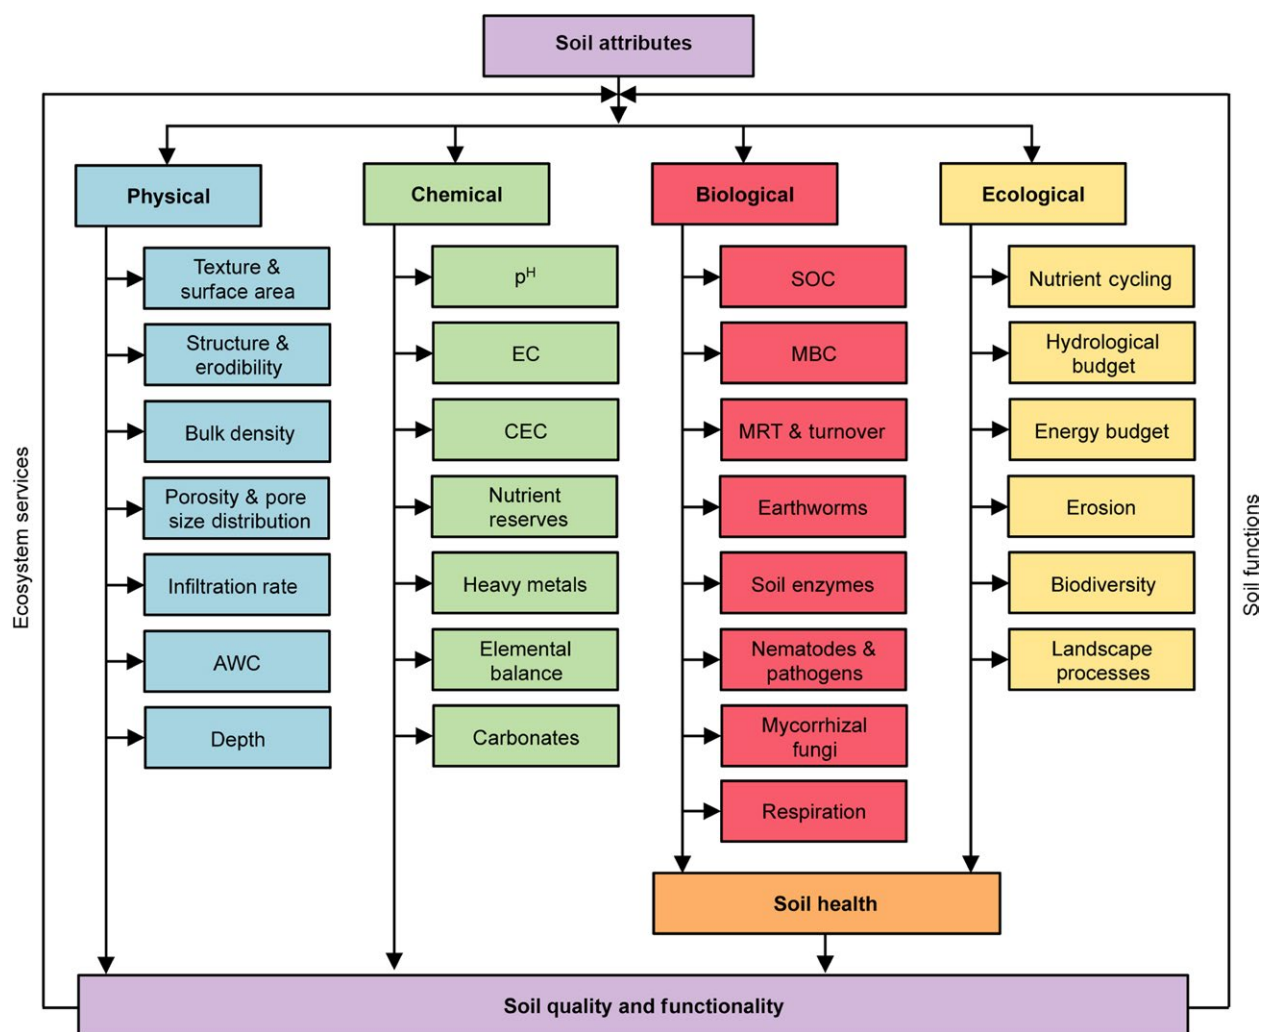 Soil attributes
Physical
Chemical
Biological
Ecological
Texture &
surface area
Structure &
erodibility
Bulk density
Porosity & pore
size distribution
Infiltration rate
AWC
Depth
pᴴ
EC
CEC
Nutrient
reserves
Heavy metals
Elemental
balance
Carbonates
SOC
MBC
MRT & turnover
Earthworms
Soil enzymes
Nematodes &
pathogens
Mycorrhizal
fungi
Respiration
Nutrient cycling
Hydrological
budget
Energy budget
Erosion
Biodiversity
Landscape
processes
Soil health
Soil quality and functionality
Ecosystem services
Soil functions